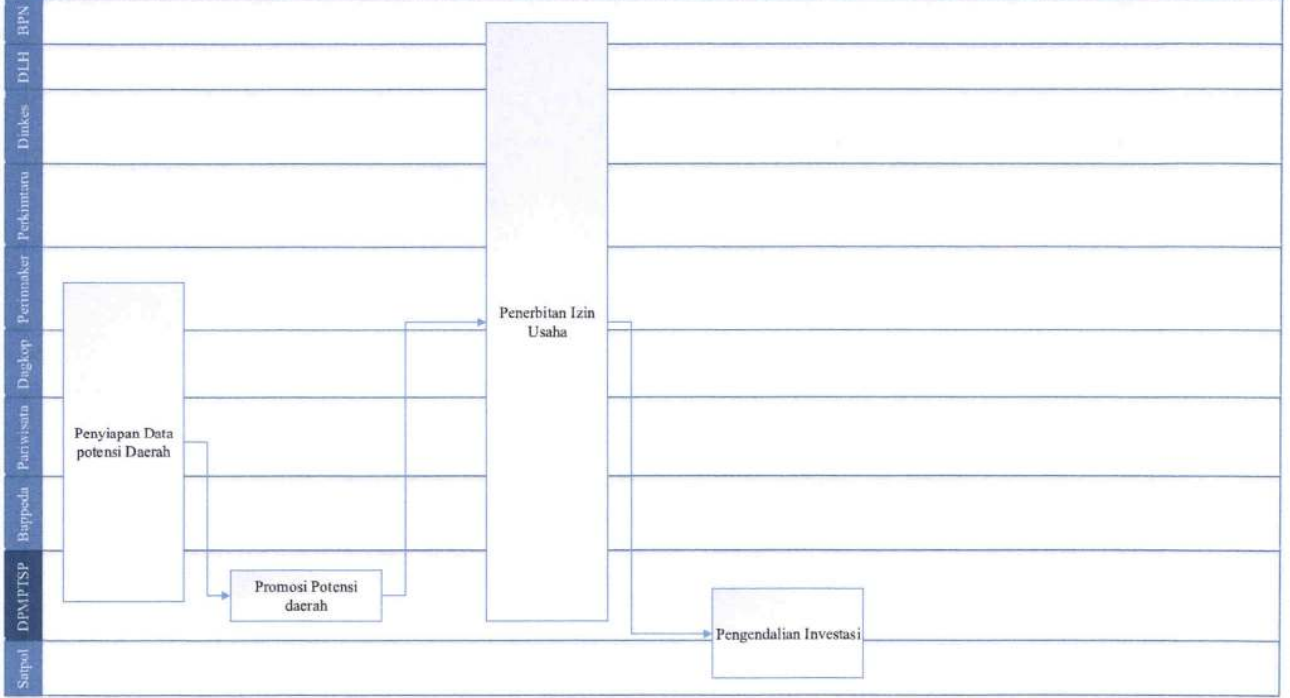 BPN
DLH
Dinkes
Perkimtaru
Perinnaker
Dagkop
Pariwisata
Bappeda
DPMPTSP
Satpol
Penyiapan Data
potensi Daerah
Promosi Potensi
daerah
Penerbitan Izin
Usaha
Pengendalian Investasi